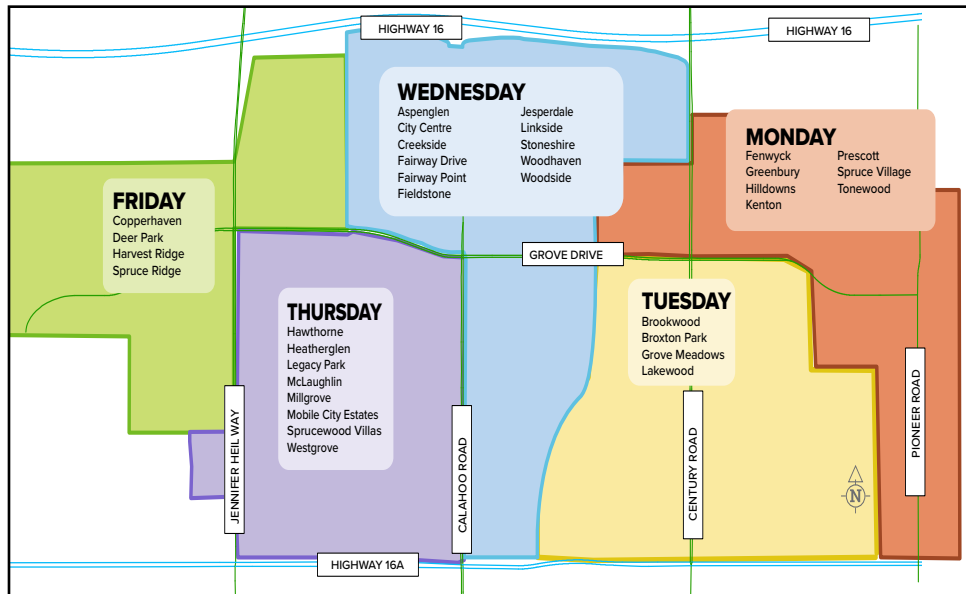 HIGHWAY 16
HIGHWAY 16
WEDNESDAY
Aspenglen
City Centre
Creekside
Fairway Drive
Fairway Point
Fieldstone
Jesperdale
Linkside
Stoneshire
Woodhaven
Woodside
MONDAY
Fenwyck
Greenbury
Hilldowns
Kenton
Prescott
Spruce Village
Tonewood
FRIDAY
Copperhaven
Deer Park
Harvest Ridge
Spruce Ridge
GROVE DRIVE
THURSDAY
Hawthorne
Heatherglen
Legacy Park
McLaughlin
Millgrove
Mobile City Estates
Sprucewood Villas
Westgrove
TUESDAY
Brookwood
Broxton Park
Grove Meadows
Lakewood
JENNIFER HEIL WAY
CALAHOO ROAD
CENTURY ROAD
PIONEER ROAD
N
HIGHWAY 16A